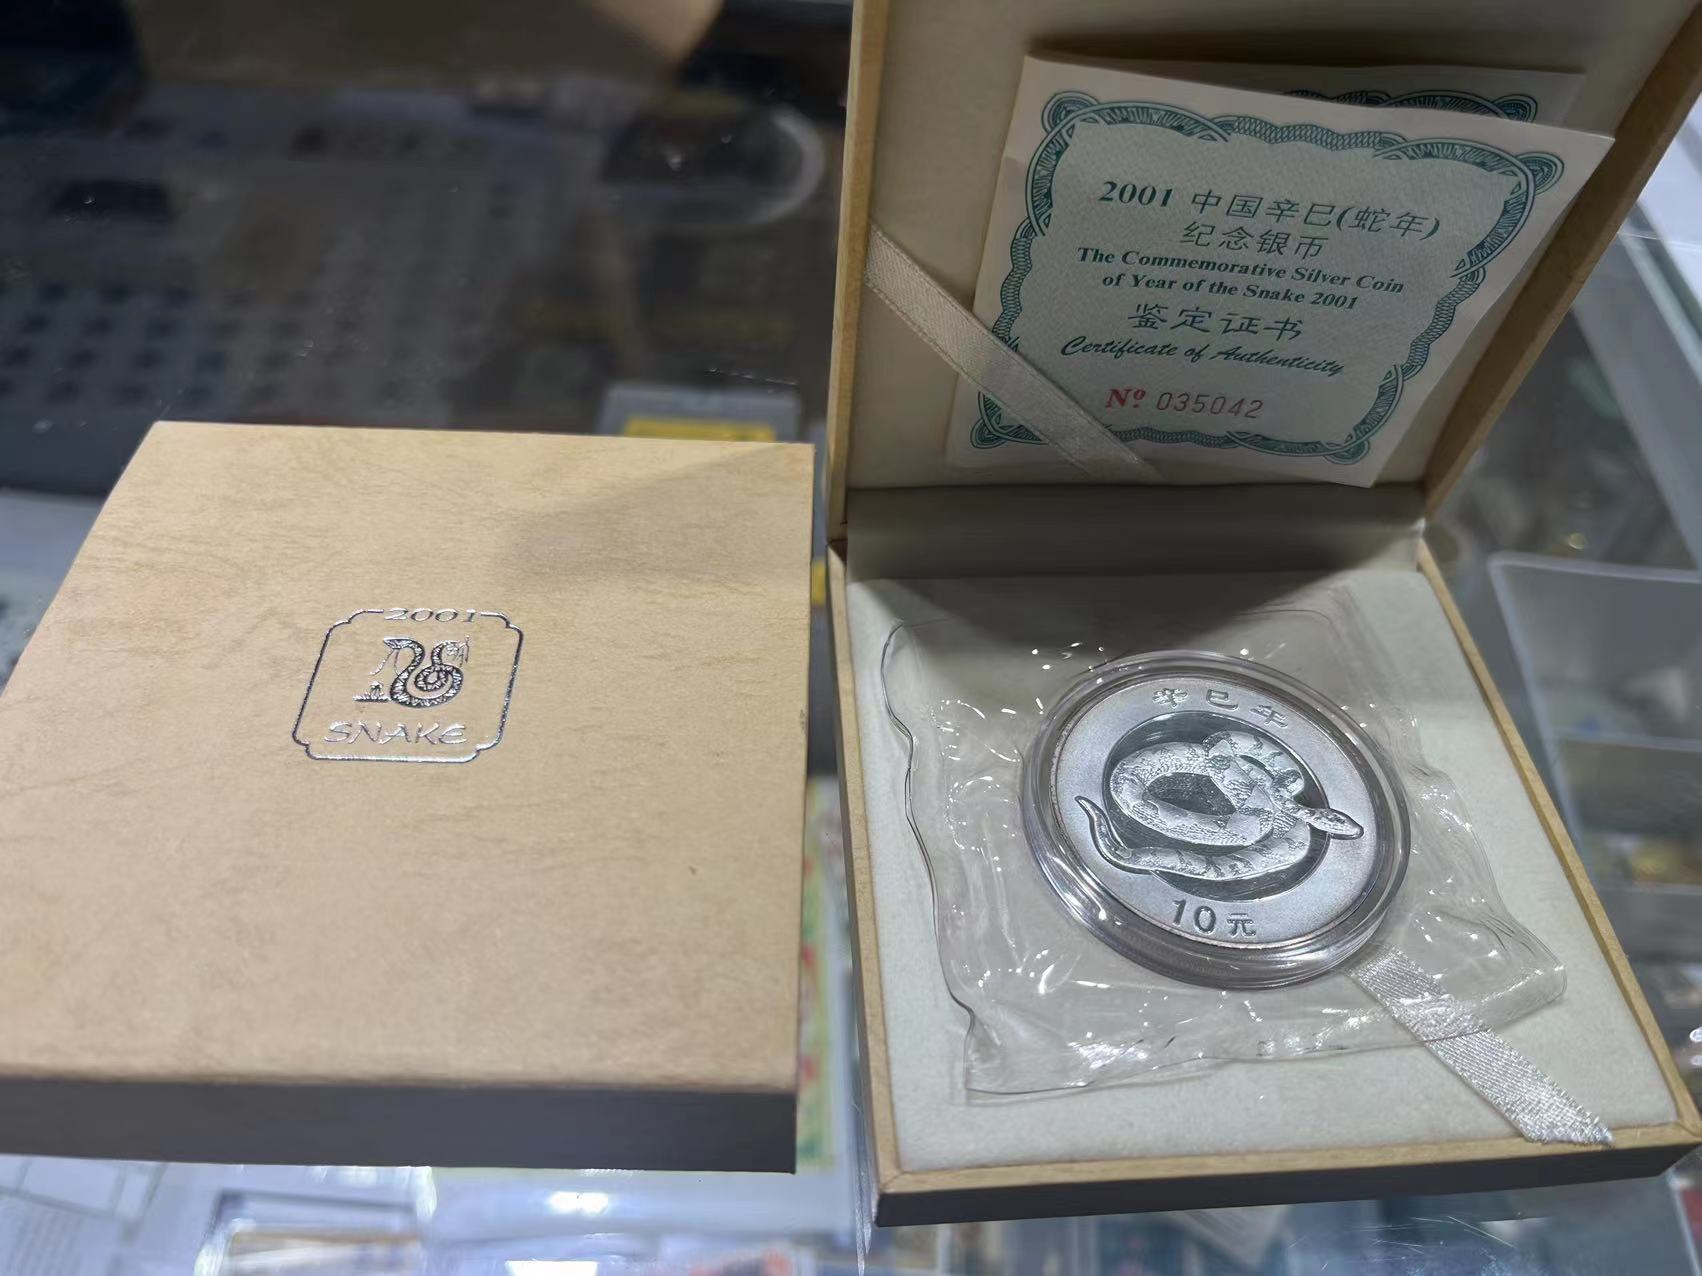 2001
SNAKE
2001 中国辛巳(蛇年)
纪念银币
The Commemorative Silver Coin
of Year of the Snake 2001
鉴定证书
Certificate of Authenticity
Nº 035042
辛巳年
10元